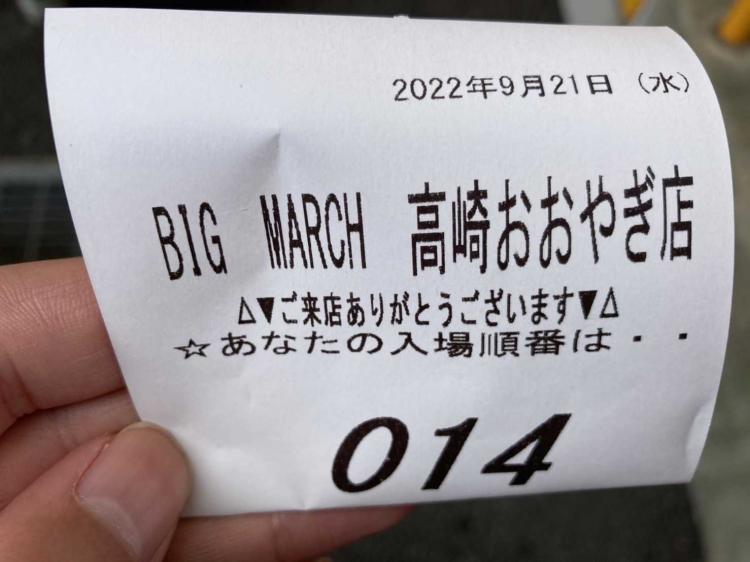 2022年9月21日 (水)
BIG MARCH 高崎おおやぎ店
△▼ご来店ありがとうございます▼△
☆あなたの入場順番は・・
014